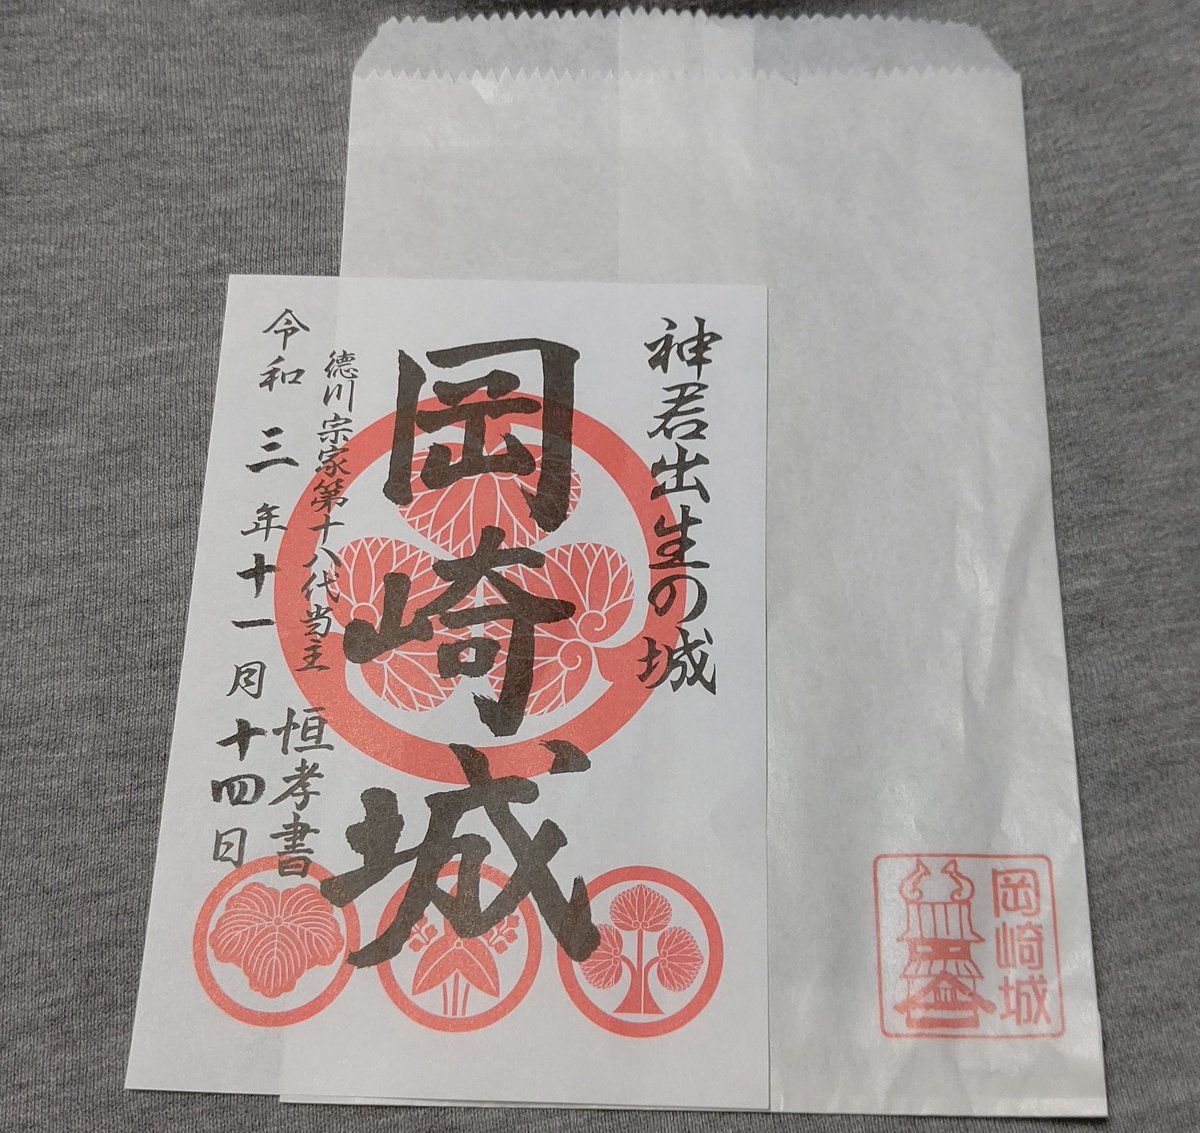 神君出生の城
岡崎城
徳川宗家第十八代当主
恒孝書
令和三年十一月十四日
岡崎城